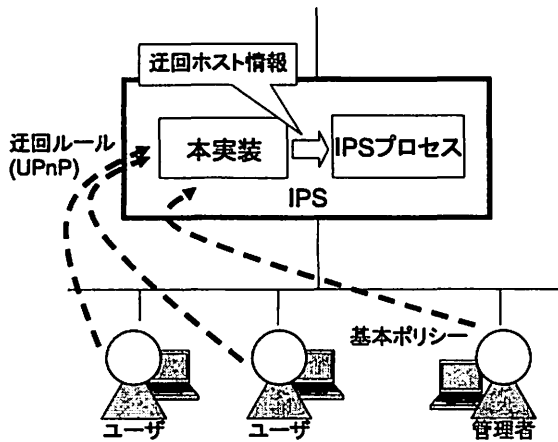 迂回ホスト情報
迂回ルール
(UPnP)
本実装
IPSプロセス
IPS
基本ポリシー
ユーザ
ユーザ
管理者